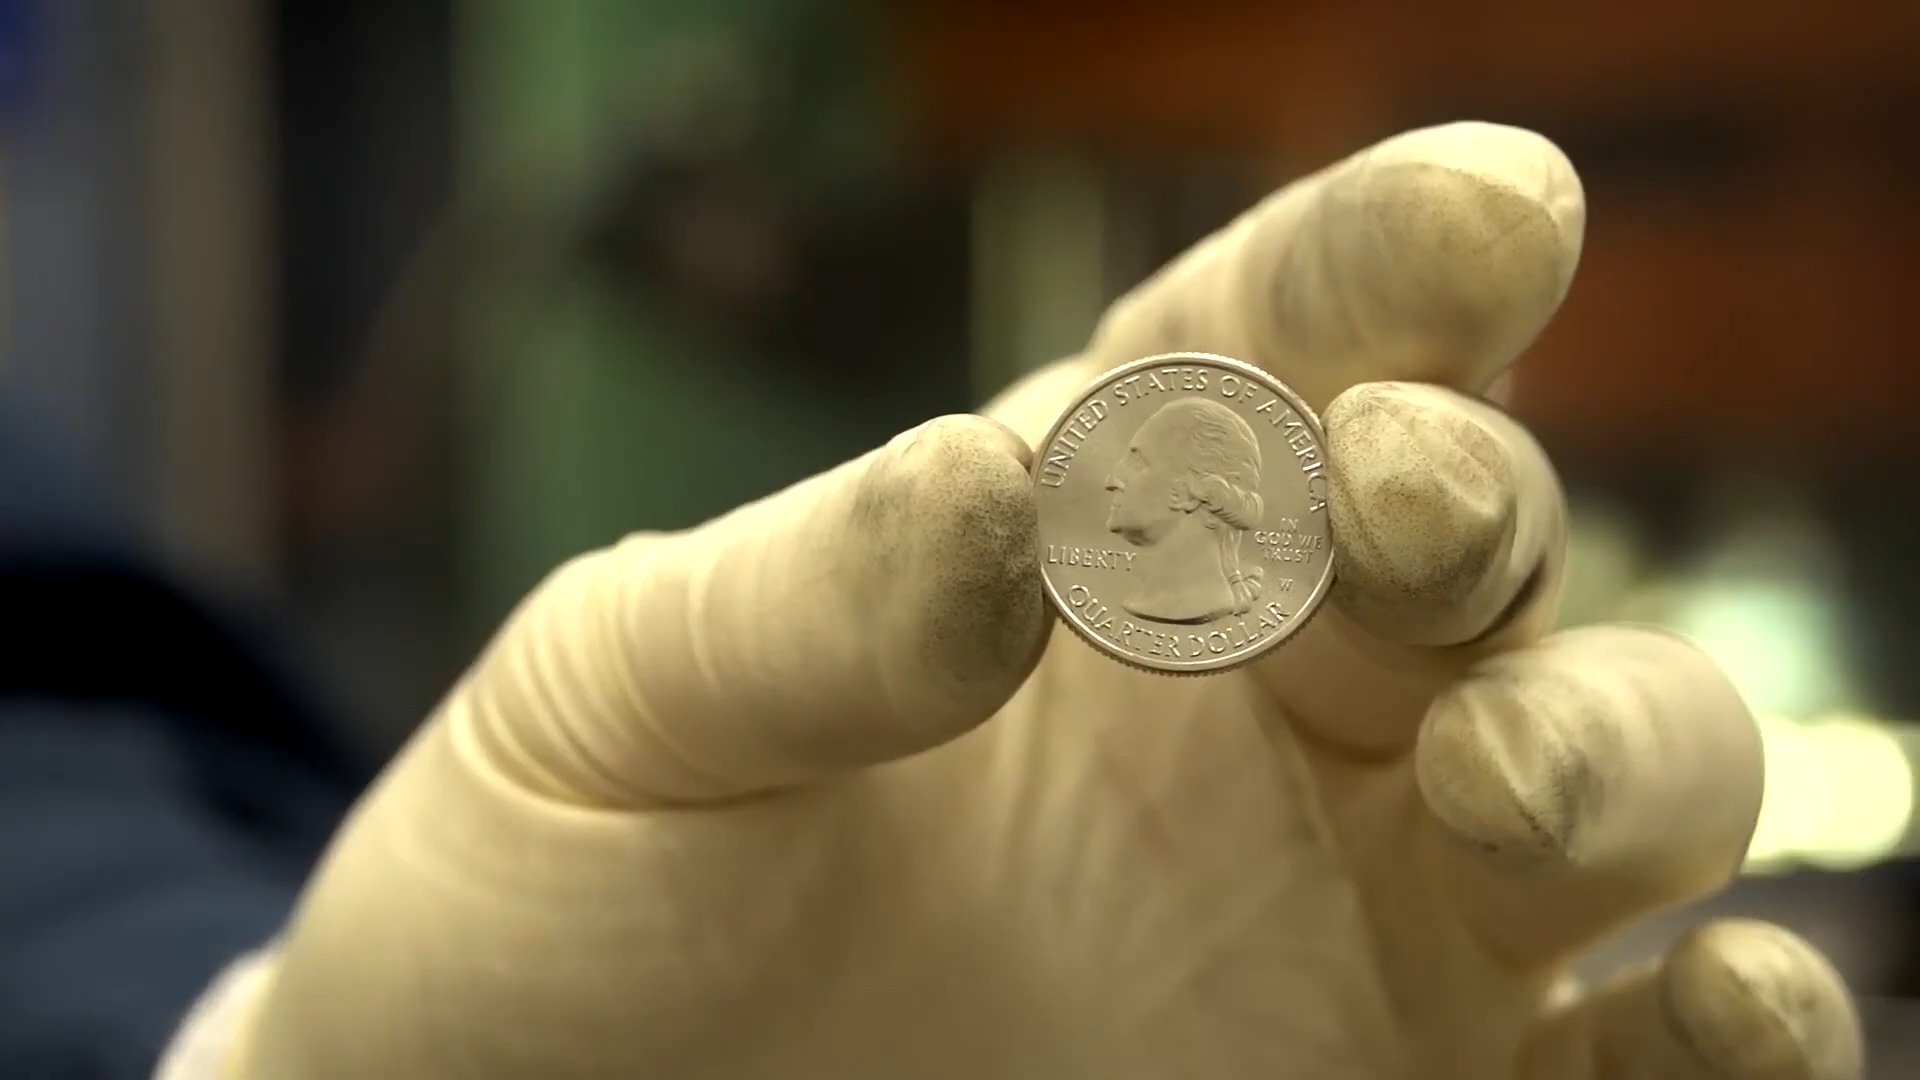 UNITED STATES OF AMERICA
LIBERTY
IN
GOD WE
TRUST
W
QUARTER DOLLAR